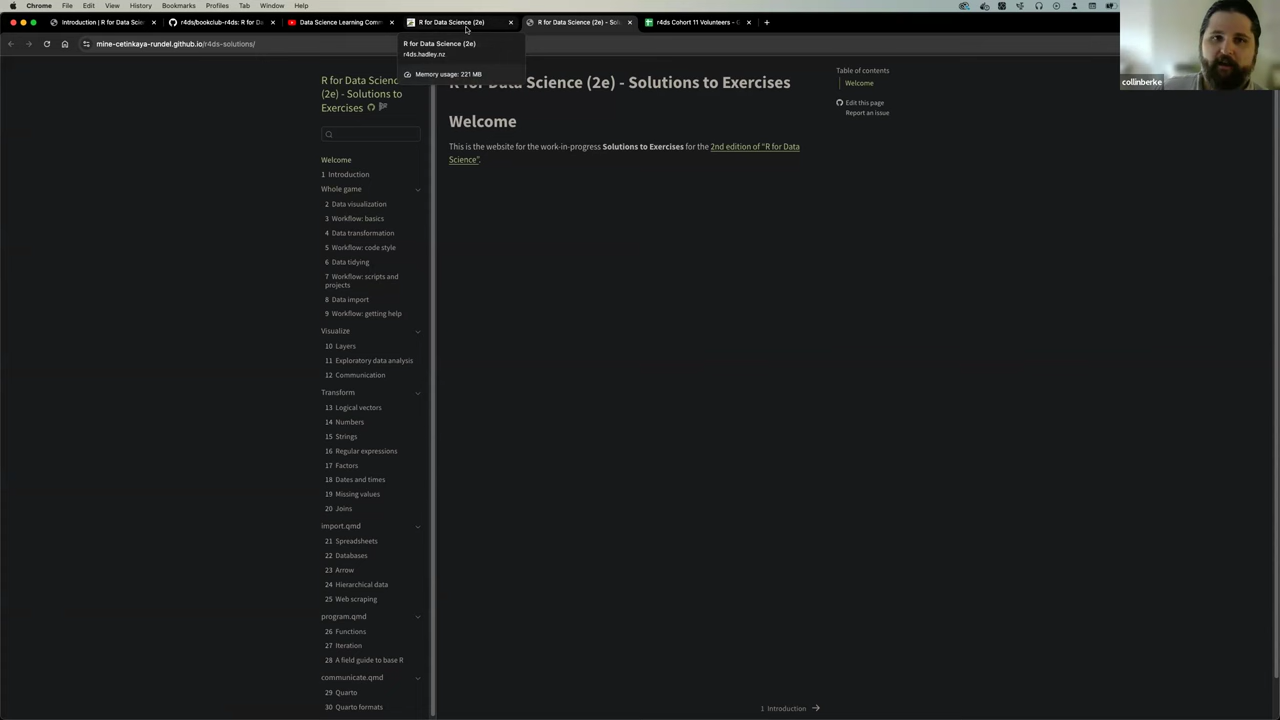 Chrome File Edit View History Bookmarks Profiles Tab Window Help
Introduction | R for Data Scien
r4ds/bookclub-r4ds: R for Da
Data Science Learning Comm
R for Data Science (2e)
R for Data Science (2e) - Solu
r4ds Cohort 11 Volunteers - G
mine-cetinkaya-rundel.github.io/r4ds-solutions/
R for Data Science (2e)
r4ds.hadley.nz
Memory usage: 221 MB
R for Data Scienc
(2e) - Solutions to
Exercises
Welcome
1 Introduction
Whole game
2 Data visualization
3 Workflow: basics
4 Data transformation
5 Workflow: code style
6 Data tidying
7 Workflow: scripts and
projects
8 Data import
9 Workflow: getting help
Visualize
10 Layers
11 Exploratory data analysis
12 Communication
Transform
13 Logical vectors
14 Numbers
15 Strings
16 Regular expressions
17 Factors
18 Dates and times
19 Missing values
20 Joins
import.qmd
21 Spreadsheets
22 Databases
23 Arrow
24 Hierarchical data
25 Web scraping
program.qmd
26 Functions
27 Iteration
28 A field guide to base R
communicate.qmd
29 Quarto
30 Quarto formats
R for Data Science (2e) - Solutions to Exercises
Welcome
This is the website for the work-in-progress Solutions to Exercises for the 2nd edition of "R for Data
Science".
1 Introduction
Table of contents
Welcome
Edit this page
Report an issue
collinberke